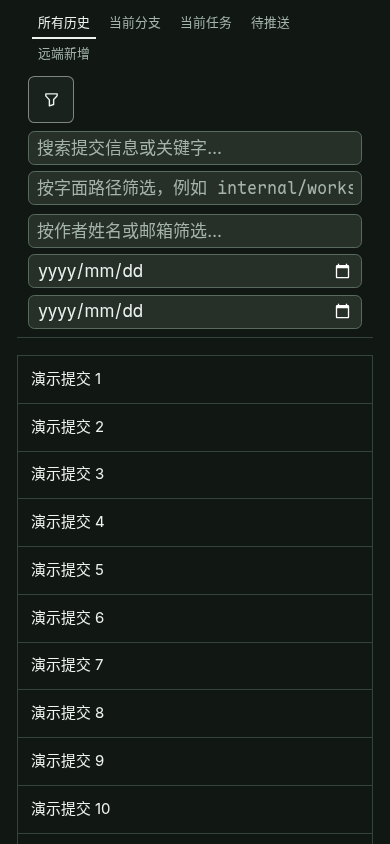 所有历史 当前分支 当前任务 待推送
远端新增
搜索提交信息或关键字...
按字面路径筛选，例如 internal/works
按作者姓名或邮箱筛选...
yyyy/mm/dd
yyyy/mm/dd
演示提交 1
演示提交 2
演示提交 3
演示提交 4
演示提交 5
演示提交 6
演示提交 7
演示提交 8
演示提交 9
演示提交 10